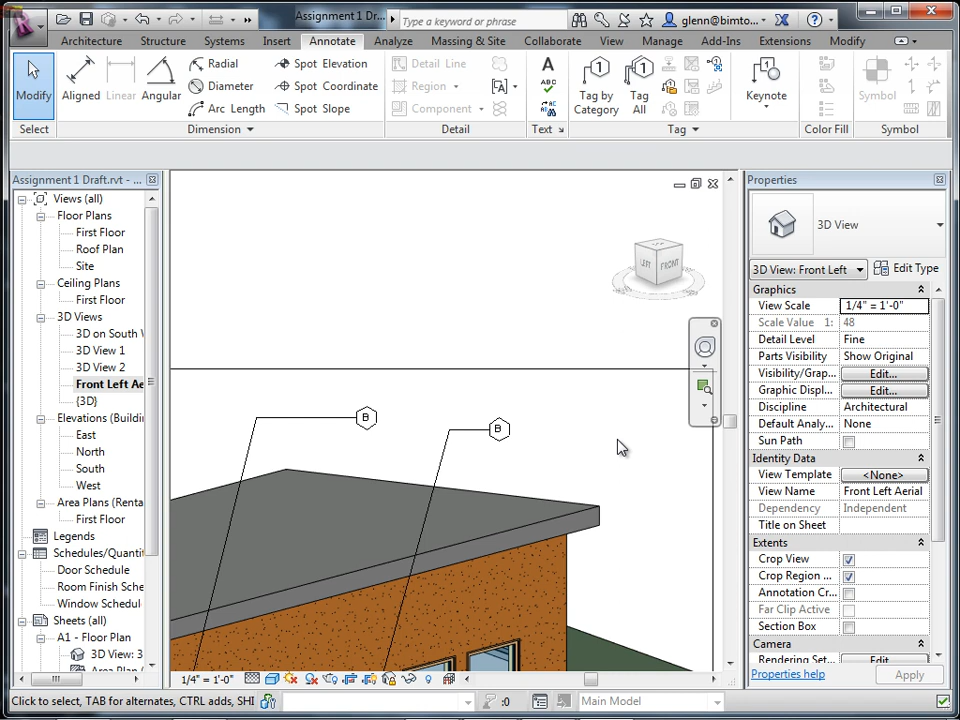 Assignment 1 Dr...
Type a keyword or phrase
glenn@bimto...
Architecture Structure Systems Insert Annotate Analyze Massing & Site Collaborate View Manage Add-Ins Extensions Modify
Modify
Select
Aligned
Linear
Angular
Radial
Diameter
Arc Length
Spot Elevation
Spot Coordinate
Spot Slope
Dimension
Detail Line
Region
Component
Detail
A
ABC
Text
Tag by
Category
Tag
All
Tag
Keynote
Color Fill
Symbol
Symbol
Assignment 1 Draft.rvt - ...
Views (all)
Floor Plans
First Floor
Roof Plan
Site
Ceiling Plans
First Floor
3D Views
3D on South
3D View 1
3D View 2
Front Left Ae
{3D}
Elevations (Buildin
East
North
South
West
Area Plans (Renta
First Floor
Legends
Schedules/Quantit
Door Schedule
Room Finish Sche
Window Schedul
Sheets (all)
A1 - Floor Plan
3D View: 3
LEFT
FRONT
B
B
1/4" = 1'-0"
Properties
3D View
3D View: Front Left
Edit Type
Graphics
View Scale 1/4" = 1'-0"
Scale Value 1: 48
Detail Level Fine
Parts Visibility Show Original
Visibility/Grap... Edit...
Graphic Displ... Edit...
Discipline Architectural
Default Analy... None
Sun Path
Identity Data
View Template <None>
View Name Front Left Aerial
Dependency Independent
Title on Sheet
Extents
Crop View
Crop Region ...
Annotation Cr...
Far Clip Active
Section Box
Camera
Rendering Set... Edit...
Properties help
Apply
Click to select, TAB for alternates, CTRL adds, SHI
:0
Main Model